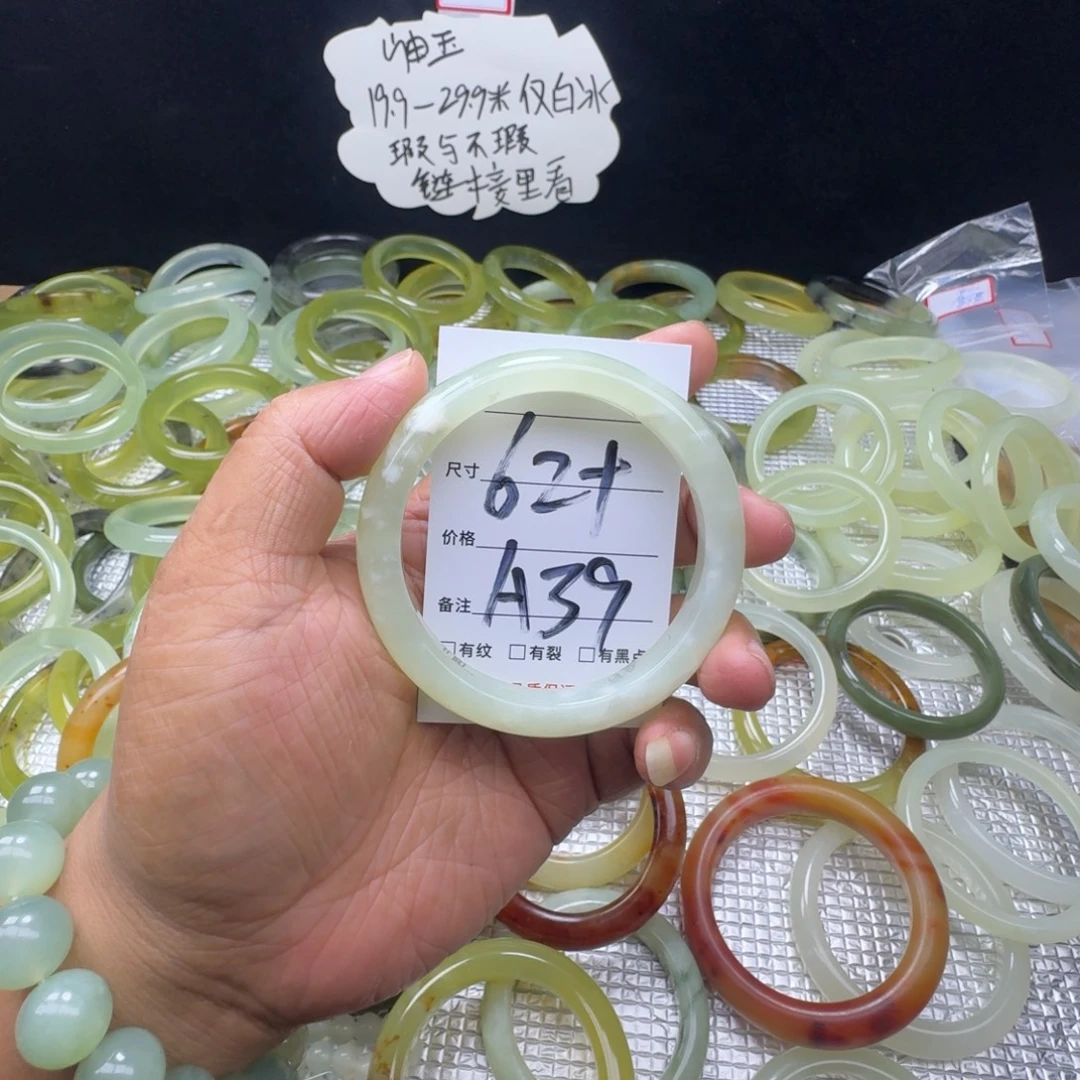 岫玉
19.9-29.9米仅白冰
瑕与不瑕
链接里看
尺寸 62+
价格
A39
备注
□有纹 □有裂 □有黑点